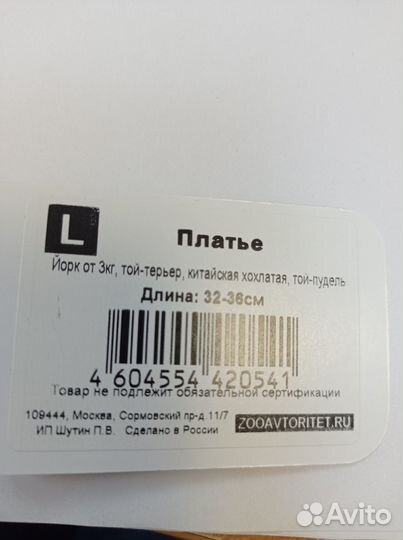 L
Платье
Йорк от 3кг, той-терьер, китайская хохлатая, той-пудель
Длина: 32-36см
4 604554 420541
Товар не подлежит обязательной сертификации
109444, Москва, Сормовский пр-д.11/7
ИП Шутин П.В. Сделано в России
ZOOAVTORITET.RU
Avito